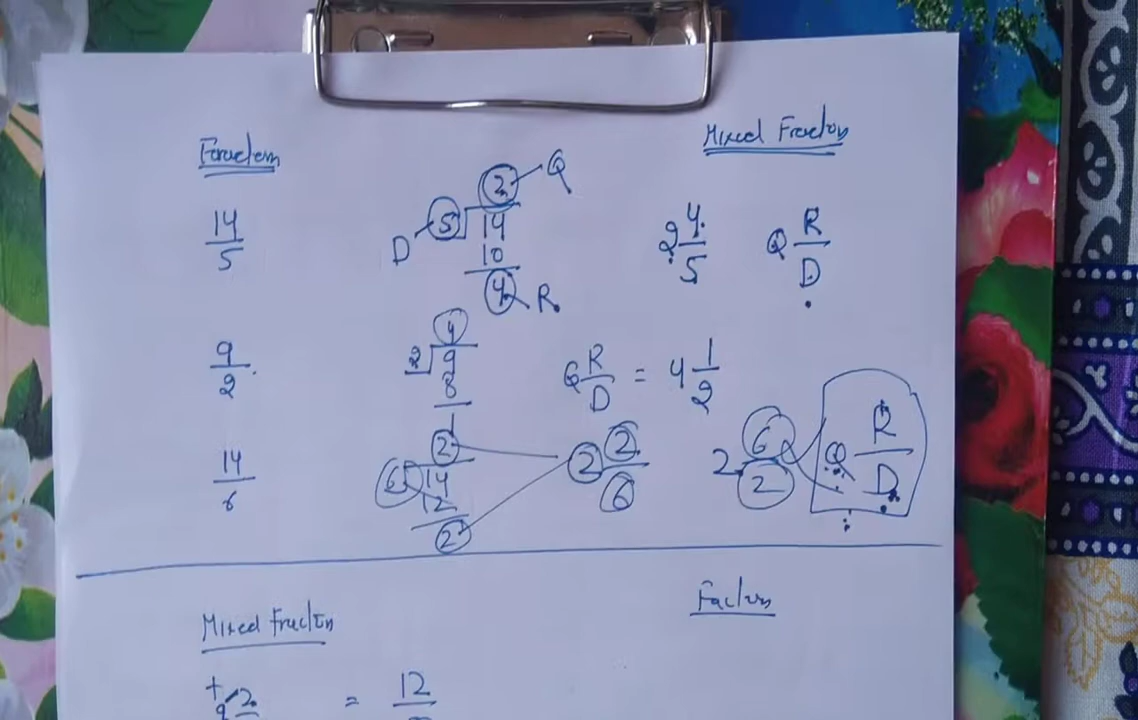 Fraction
Mixed Fraction
14/5
2 Q
D 5 14
10
4 R
2 4/5 Q R/D
9/2
4
2 9
8
1
Q R/D = 4 1/2
14/6
2
6 14
12
2
2 2/6
2 6/2 Q R/D
Mixed Fraction
+ 2 = 12